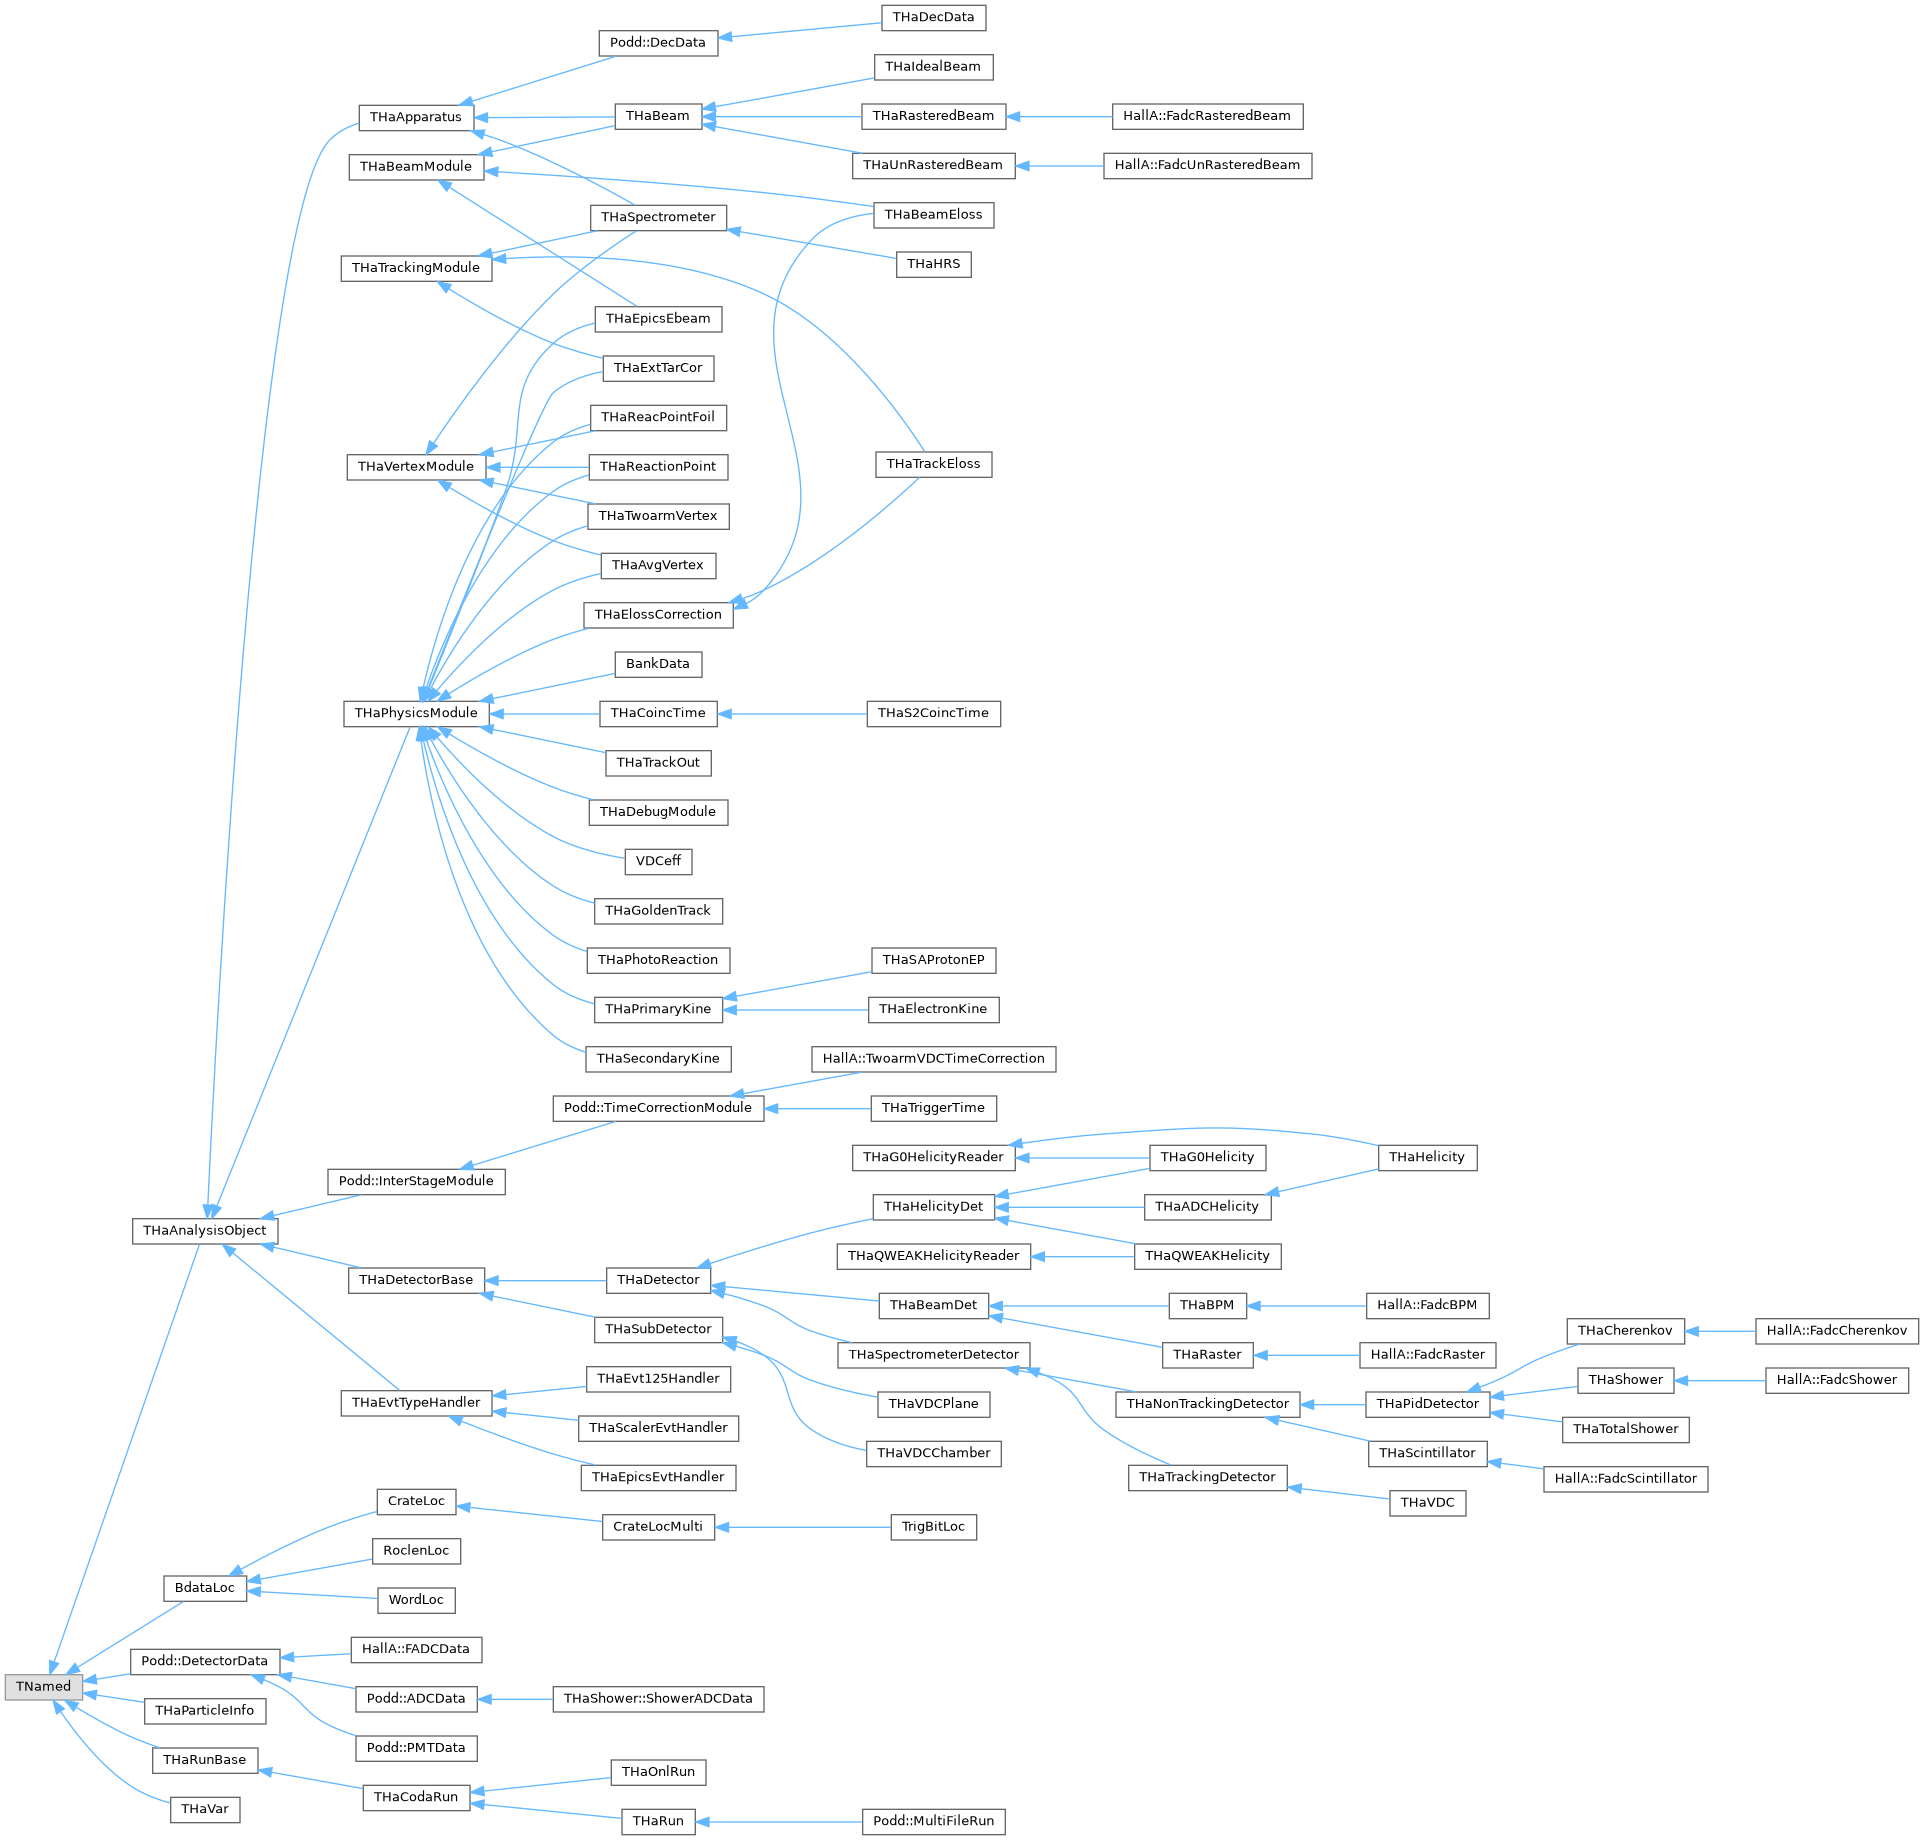 THaDecData
Podd::DecData
THaIdealBeam
THaApparatus
THaBeam
THaRasteredBeam
HallA::FadcRasteredBeam
THaBeamModule
THaUnRasteredBeam
HallA::FadcUnRasteredBeam
THaSpectrometer
THaBeamEloss
THaTrackingModule
THaHRS
THaEpicsEbeam
THaExtTarCor
THaReacPointFoil
THaVertexModule
THaReactionPoint
THaTrackEloss
THaTwoarmVertex
THaAvgVertex
THaElossCorrection
BankData
THaPhysicsModule
THaCoincTime
THaS2CoincTime
THaTrackOut
THaDebugModule
VDCeff
THaGoldenTrack
THaPhotoReaction
THaSAProtonEP
THaPrimaryKine
THaElectronKine
THaSecondaryKine
HallA::TwoarmVDCTimeCorrection
Podd::TimeCorrectionModule
THaTriggerTime
THaG0HelicityReader
THaG0Helicity
THaHelicity
Podd::InterStageModule
THaHelicityDet
THaADCHelicity
THaAnalysisObject
THaQWEAKHelicityReader
THaQWEAKHelicity
THaDetectorBase
THaDetector
THaBeamDet
THaBPM
HallA::FadcBPM
THaSubDetector
THaCherenkov
HallA::FadcCherenkov
THaSpectrometerDetector
THaRaster
HallA::FadcRaster
THaEvt125Handler
THaShower
HallA::FadcShower
THaEvtTypeHandler
THaVDCPlane
THaNonTrackingDetector
THaPidDetector
THaScalerEvtHandler
THaTotalShower
THaVDCChamber
THaScintillator
THaEpicsEvtHandler
THaTrackingDetector
HallA::FadcScintillator
CrateLoc
THaVDC
CrateLocMulti
TrigBitLoc
RoclenLoc
BdataLoc
WordLoc
HallA::FADCData
Podd::DetectorData
TNamed
Podd::ADCData
THaShower::ShowerADCData
THaParticleInfo
Podd::PMTData
THaRunBase
THaOnlRun
THaCodaRun
THaVar
THaRun
Podd::MultiFileRun